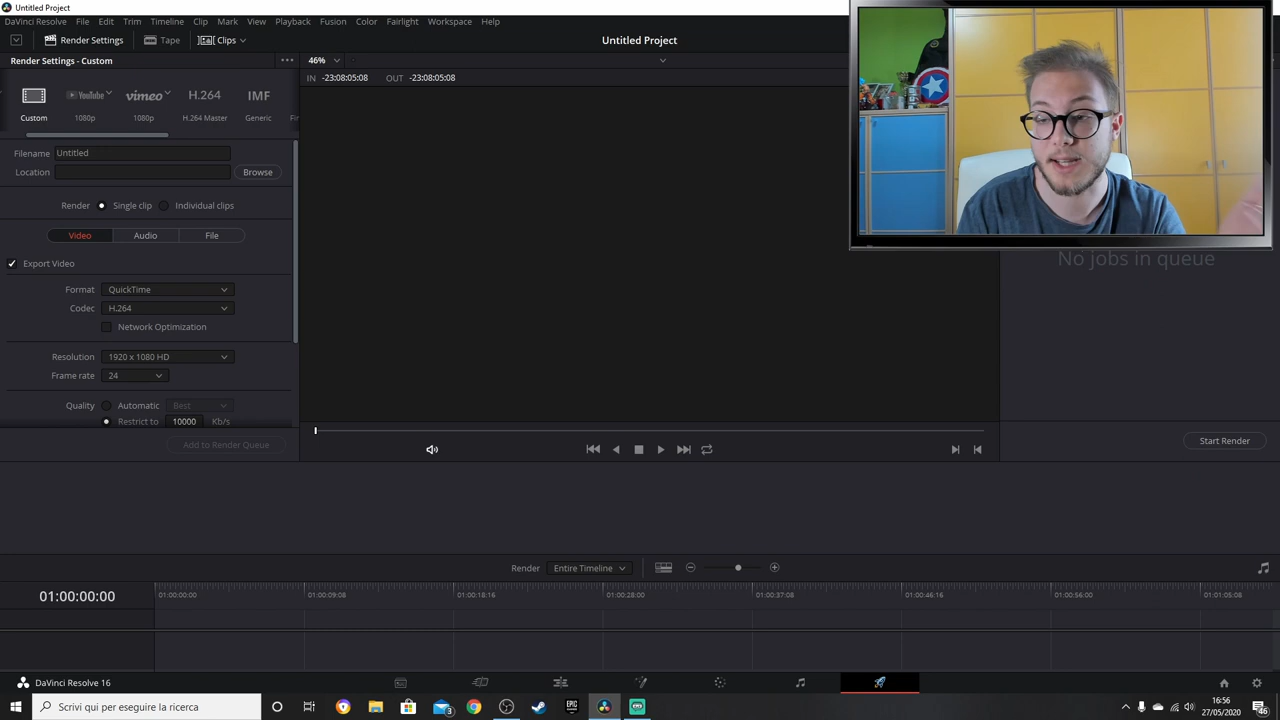 Untitled Project
DaVinci Resolve File Edit Trim Timeline Clip Mark View Playback Fusion Color Fairlight Workspace Help
Render Settings Tape Clips Untitled Project
Render Settings - Custom 46%
IN -23:08:05:08 OUT -23:08:05:08
YouTube vimeo H.264 IMF
Custom 1080p 1080p H.264 Master Generic
Filename Untitled
Location Browse
Render Single clip Individual clips
Video Audio File
No jobs in queue
Export Video
Format QuickTime
Codec H.264
Network Optimization
Resolution 1920 x 1080 HD
Frame rate 24
Quality Automatic Best
Restrict to 10000 Kb/s
Add to Render Queue Start Render
Render Entire Timeline
01:00:00:00 01:00:00:00 01:00:09:08 01:00:18:16 01:00:28:00 01:00:37:08 01:00:46:16 01:00:56:00 01:01:05:08
DaVinci Resolve 16
Scrivi qui per eseguire la ricerca 3 EPIC GAMES 16:56
27/05/2020 46